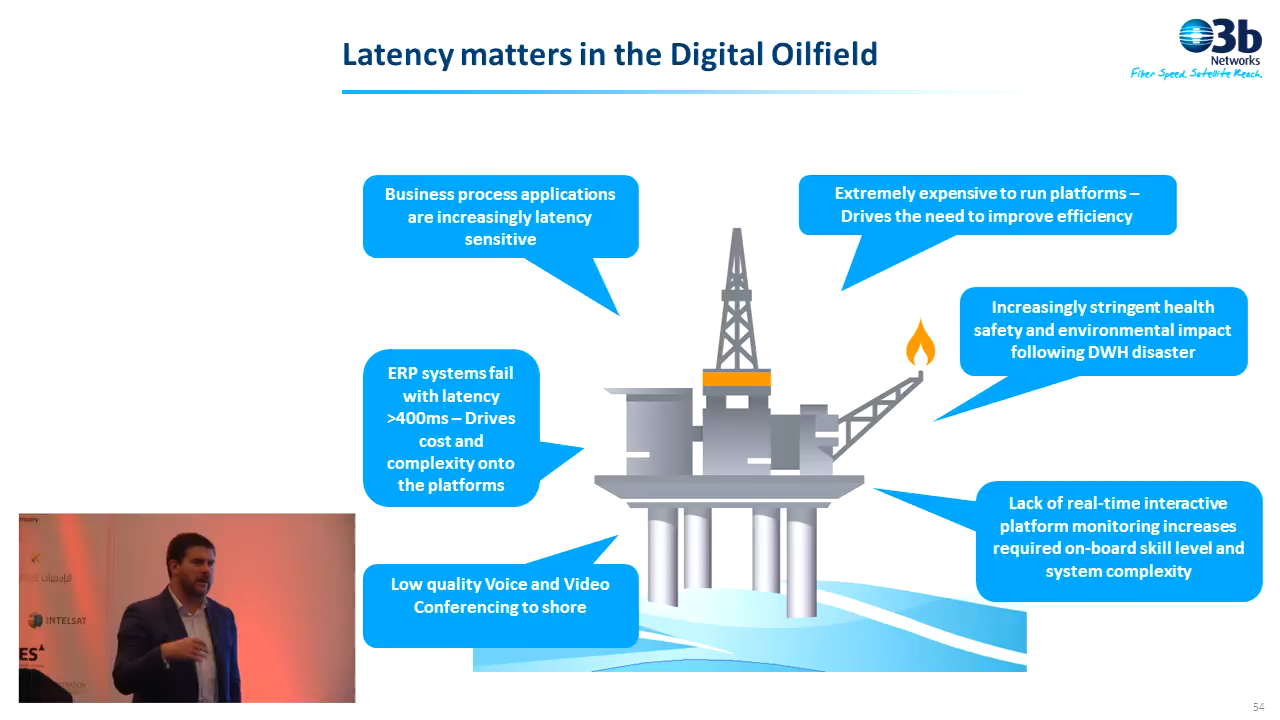 Latency matters in the Digital Oilfield
O3b
Networks
Fiber Speed. Satellite Reach.
Business process applications
are increasingly latency
sensitive
Extremely expensive to run platforms –
Drives the need to improve efficiency
Increasingly stringent health
safety and environmental impact
following DWH disaster
ERP systems fail
with latency
>400ms – Drives
cost and
complexity onto
the platforms
Lack of real-time interactive
platform monitoring increases
required on-board skill level and
system complexity
Low quality Voice and Video
Conferencing to shore
INTELSAT
ES
54